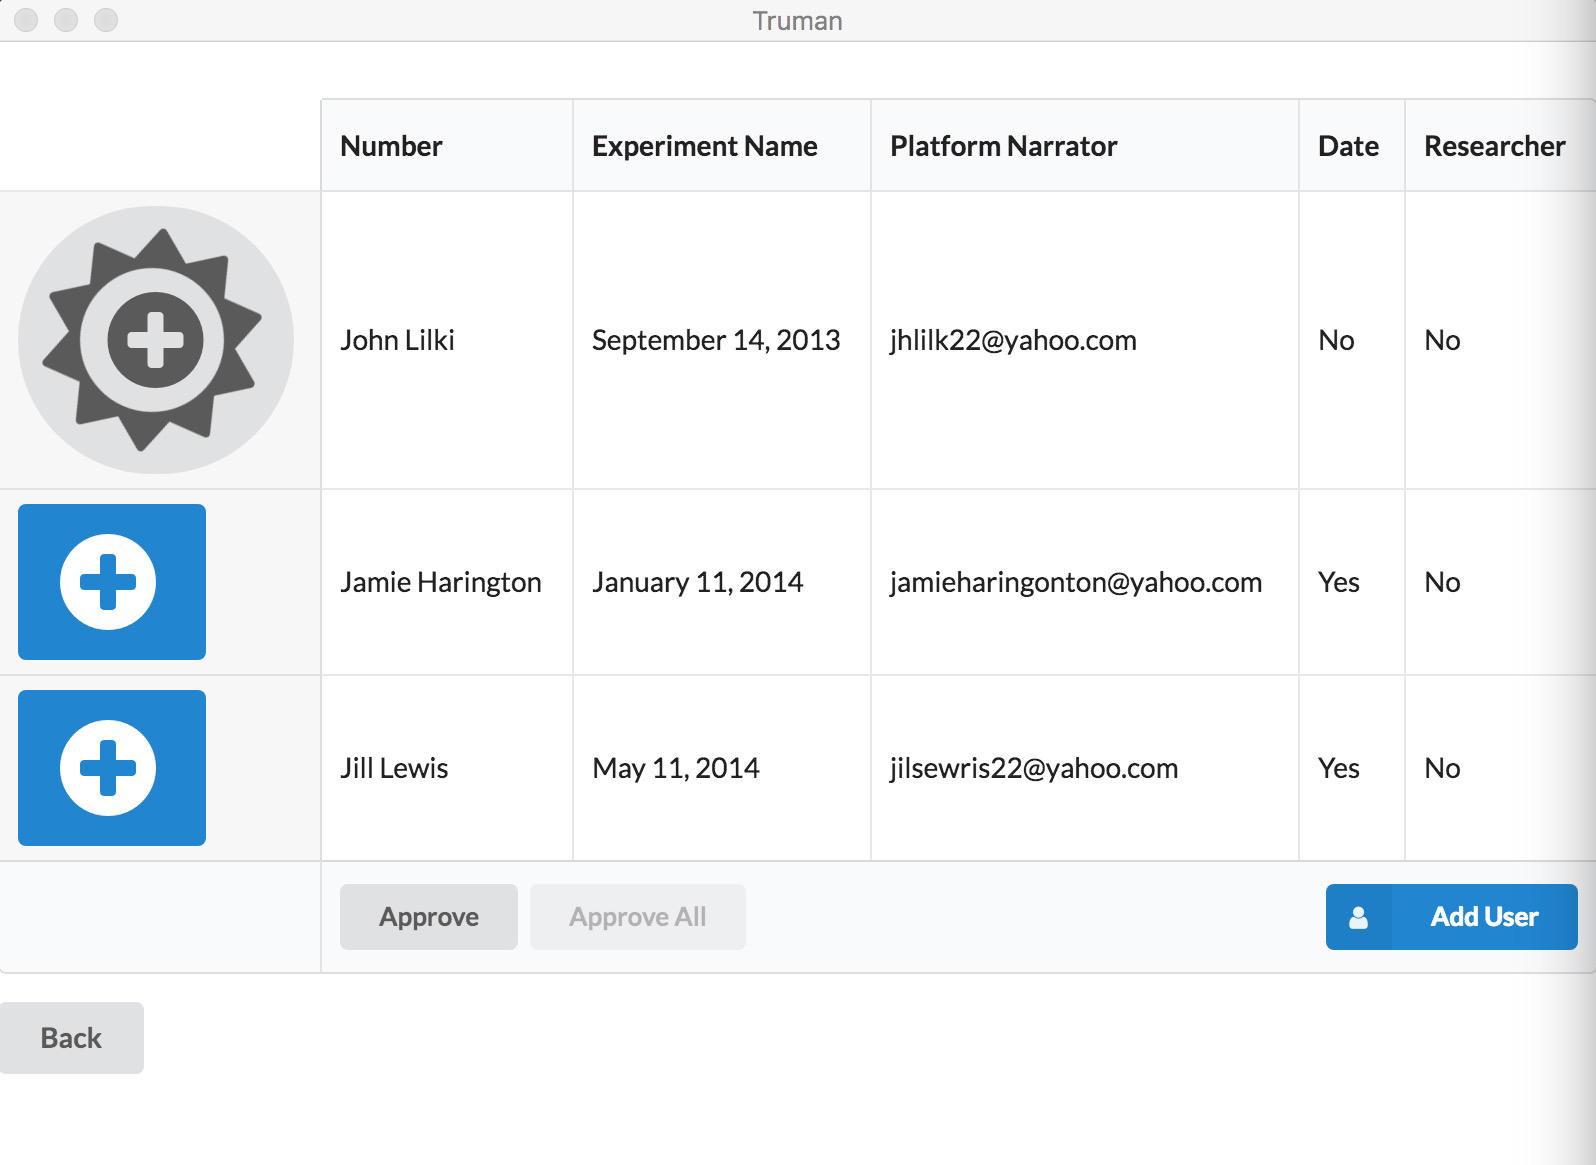 Truman
Number Experiment Name Platform Narrator Date Researcher
John Lilki September 14, 2013 jhlilk22@yahoo.com No No
Jamie Harington January 11, 2014 jamieharingonton@yahoo.com Yes No
Jill Lewis May 11, 2014 jilsewris22@yahoo.com Yes No
Approve Approve All Add User
Back